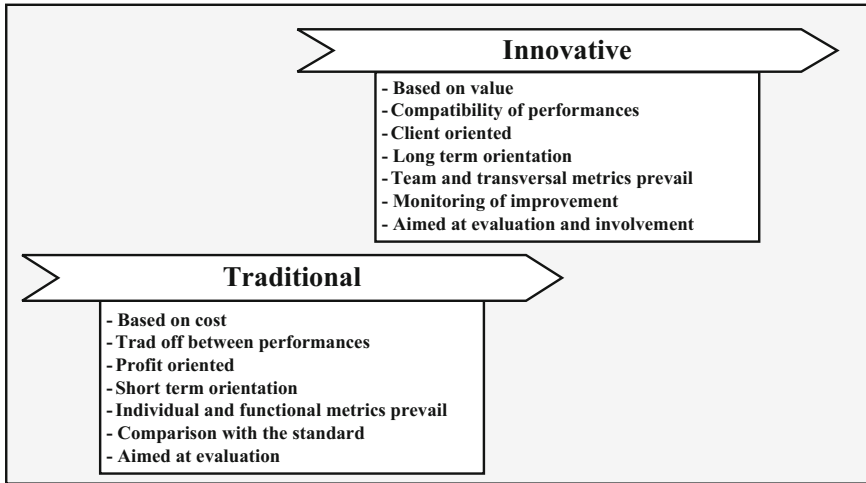 Innovative
- Based on value
- Compatibility of performances
- Client oriented
- Long term orientation
- Team and transversal metrics prevail
- Monitoring of improvement
- Aimed at evaluation and involvement
Traditional
- Based on cost
- Trad off between performances
- Profit oriented
- Short term orientation
- Individual and functional metrics prevail
- Comparison with the standard
- Aimed at evaluation